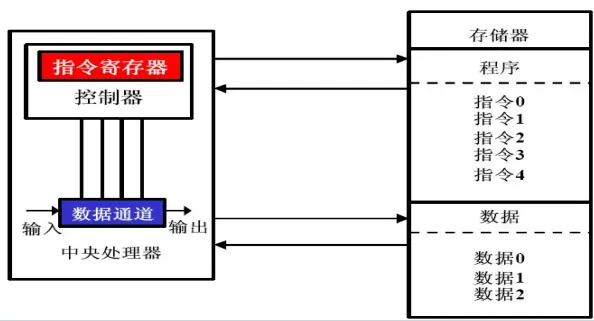 指令寄存器
控制器
数据通道
输入
输出
中央处理器
存储器
程序
指令0
指令1
指令2
指令3
指令4
数据
数据0
数据1
数据2